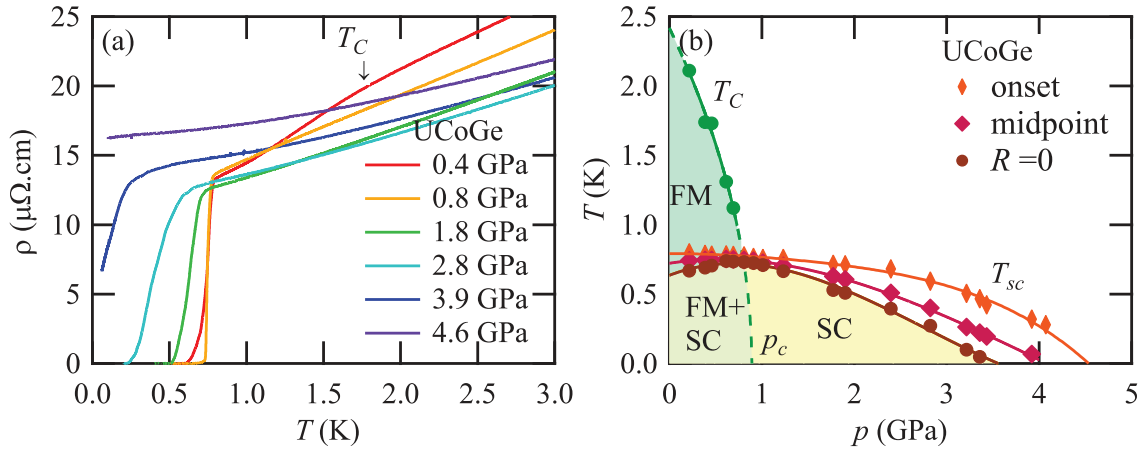 (a)
T_C
↓
UCoGe
0.4 GPa
0.8 GPa
1.8 GPa
2.8 GPa
3.9 GPa
4.6 GPa
25
20
15
10
5
0
ρ (μΩ.cm)
0.0 0.5 1.0 1.5 2.0 2.5 3.0
T (K)
(b)
UCoGe
onset
midpoint
R =0
T_C
FM
T_sc
FM+
SC
SC
p_c
2.5
2.0
1.5
1.0
0.5
0
T (K)
0 1 2 3 4 5
p (GPa)